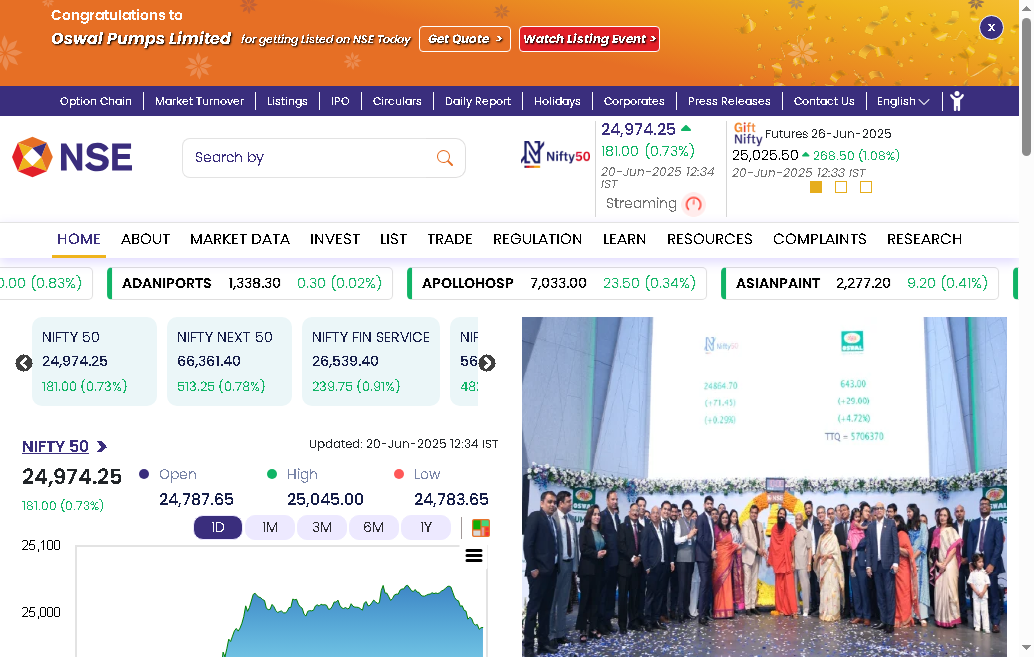 Congratulations to
Oswal Pumps Limited for getting Listed on NSE Today Get Quote > Watch Listing Event >
x
Option Chain Market Turnover Listings IPO Circulars Daily Report Holidays Corporates Press Releases Contact Us English
NSE
Search by
Nifty50
24,974.25
181.00 (0.73%)
20-Jun-2025 12:34
IST
Streaming
Gift
Nifty Futures 26-Jun-2025
25,025.50 268.50 (1.08%)
20-Jun-2025 12:33 IST
HOME ABOUT MARKET DATA INVEST LIST TRADE REGULATION LEARN RESOURCES COMPLAINTS RESEARCH
0.00 (0.83%) ADANIPORTS 1,338.30 0.30 (0.02%) APOLLOHOSP 7,033.00 23.50 (0.34%) ASIANPAINT 2,277.20 9.20 (0.41%)
NIFTY 50
24,974.25
181.00 (0.73%)
NIFTY NEXT 50
66,361.40
513.25 (0.78%)
NIFTY FIN SERVICE
26,539.40
239.75 (0.91%)
NIF
56
48
NIFTY 50
Updated: 20-Jun-2025 12:34 IST
24,974.25
181.00 (0.73%)
Open
24,787.65
High
25,045.00
Low
24,783.65
1D 1M 3M 6M 1Y
25,100
25,000
Nifty50
24864.70
(+71.45)
(+0.29%)
OSWAL
643.00
(+29.00)
(+4.72%)
TTQ = 5706370
NSE
OSWAL
OSWAL